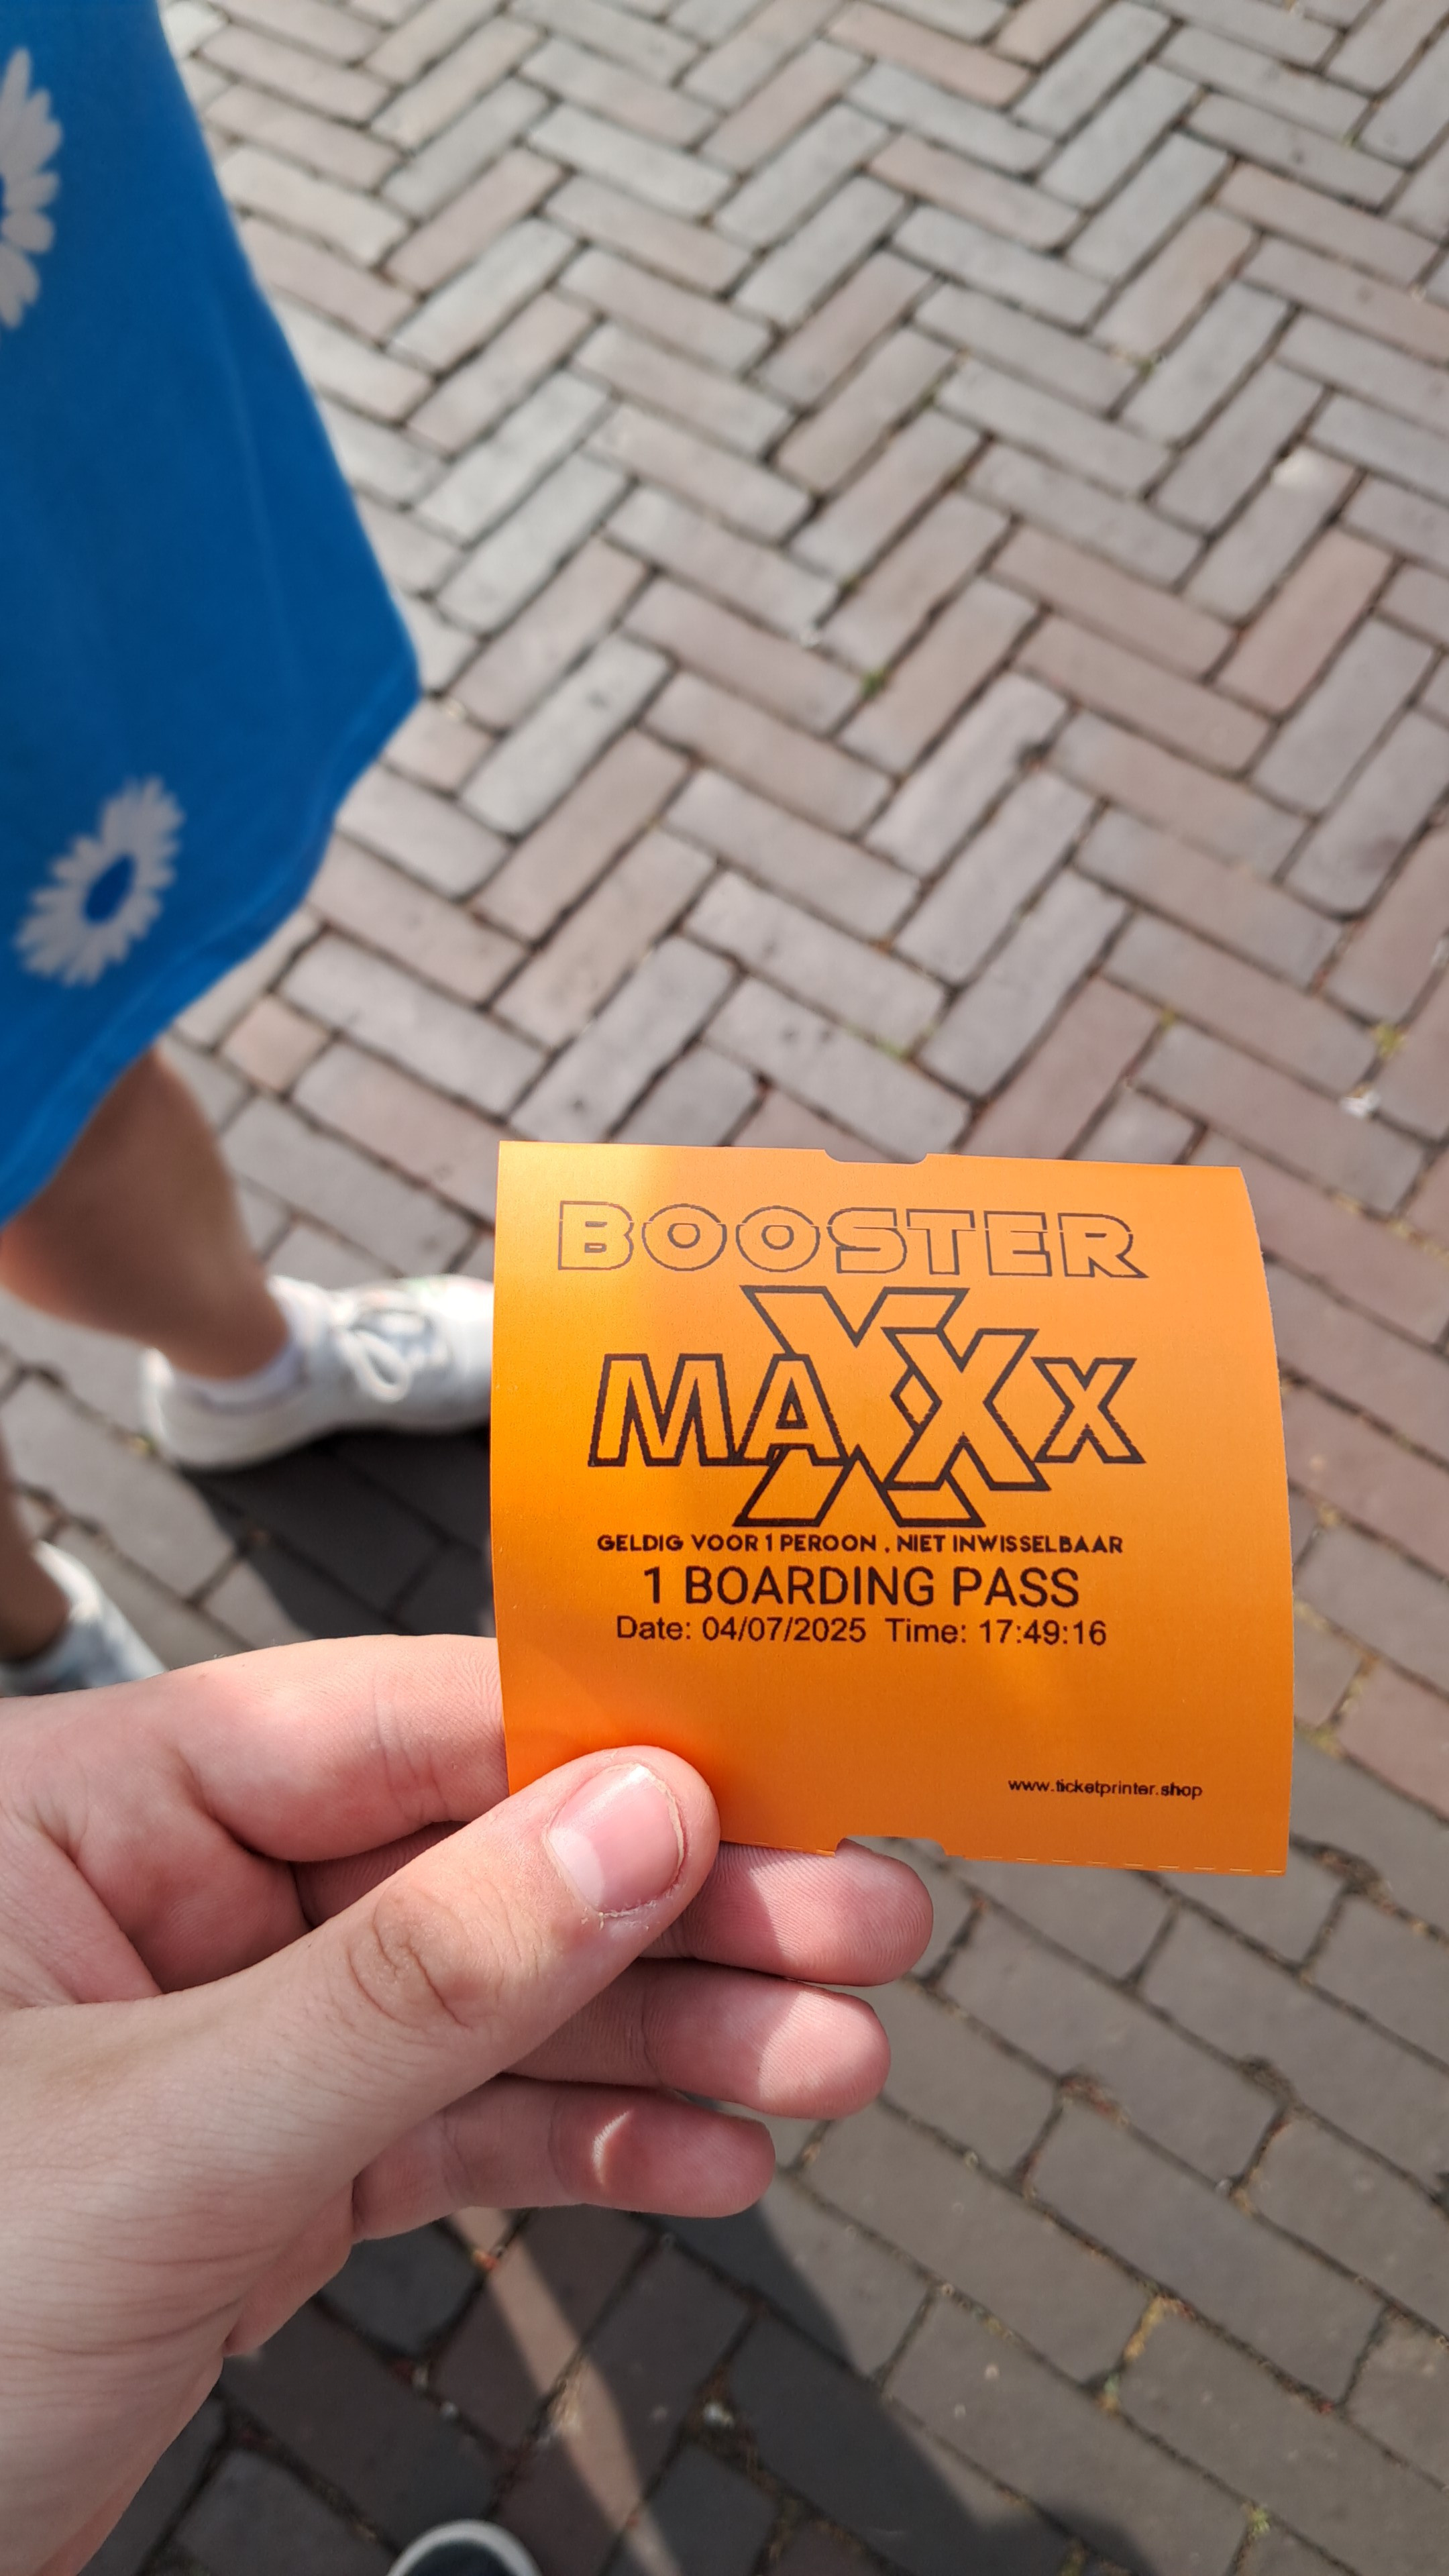 BOOSTER
MAXXX
GELDIG VOOR 1 PEROON , NIET INWISSELBAAR
1 BOARDING PASS
Date: 04/07/2025 Time: 17:49:16
www.ticketprinter.shop